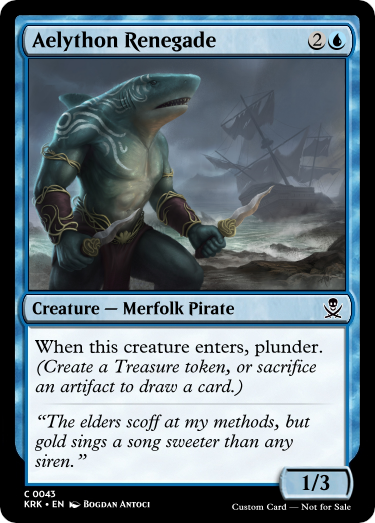 Aelython Renegade 2
Creature — Merfolk Pirate
When this creature enters, plunder.
(Create a Treasure token, or sacrifice
an artifact to draw a card.)
“The elders scoff at my methods, but
gold sings a song sweeter than any
siren.”
1/3
C 0043
KRK • EN Bogdan Antoci
Custom Card — Not for Sale